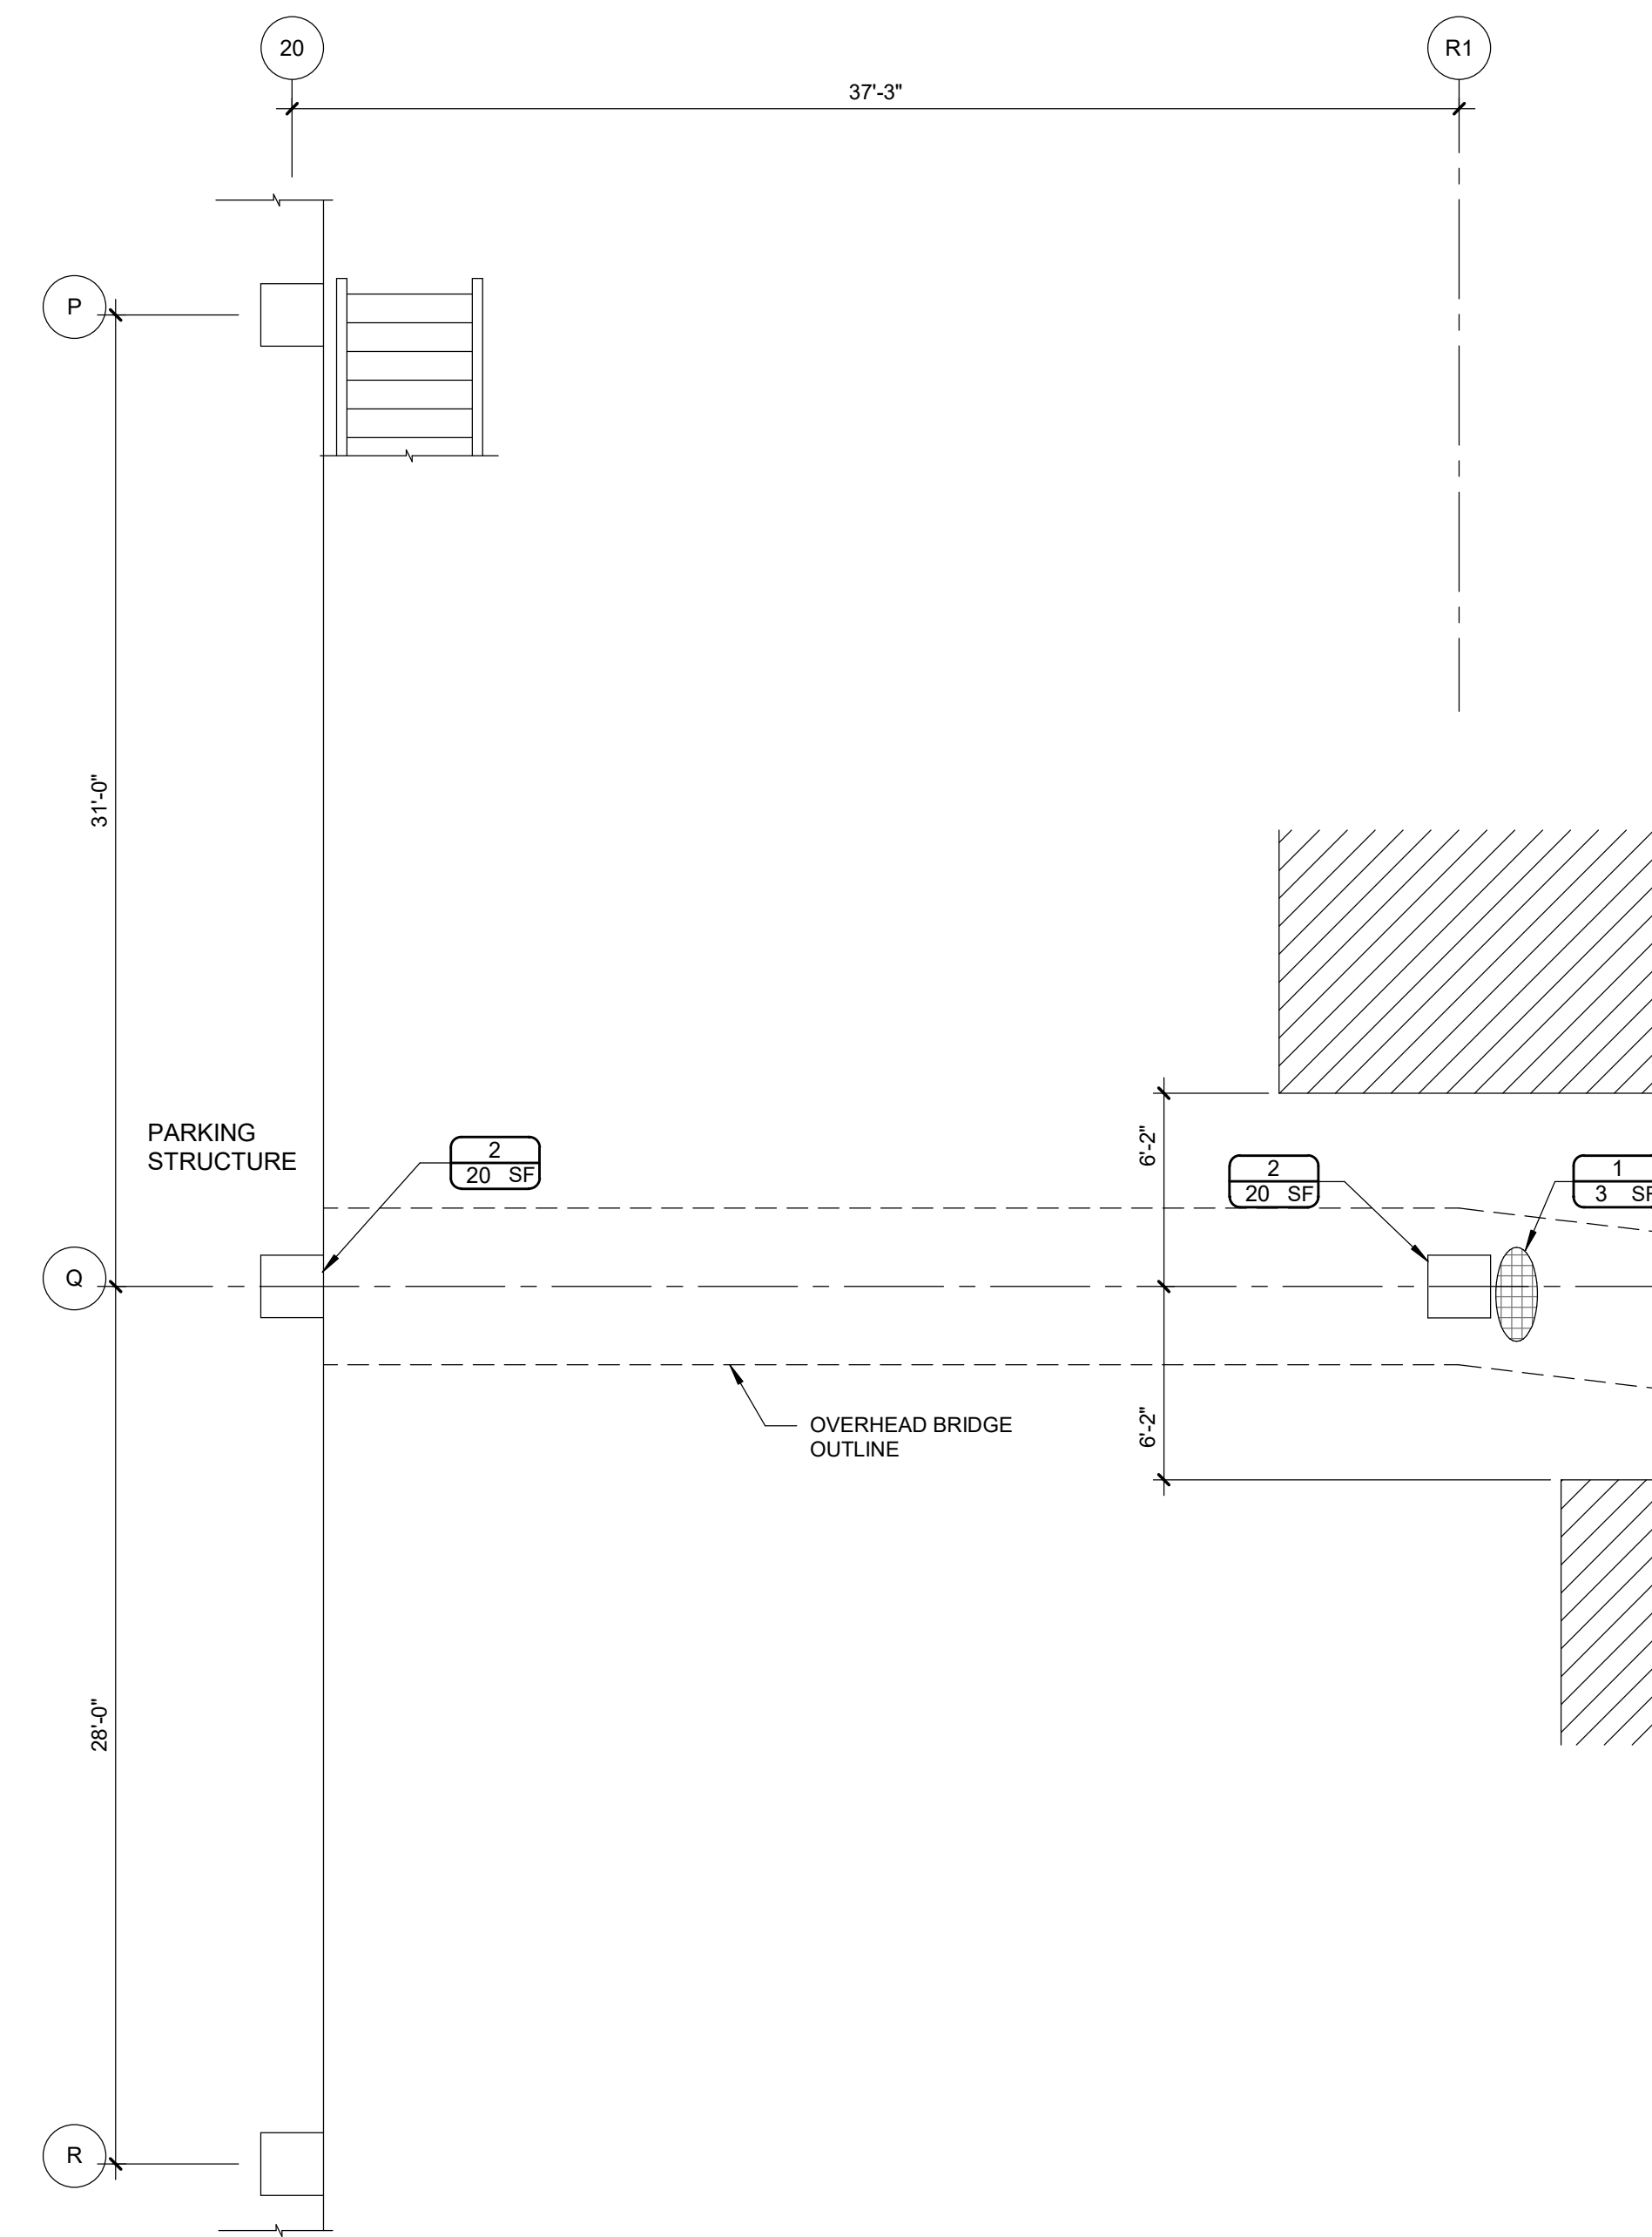 20
R1
37'-3"
P
31'-0"
PARKING
STRUCTURE
2
20 SF
6'-2"
2
20 SF
1
3 SF
Q
6'-2"
OVERHEAD BRIDGE
OUTLINE
28'-0"
R